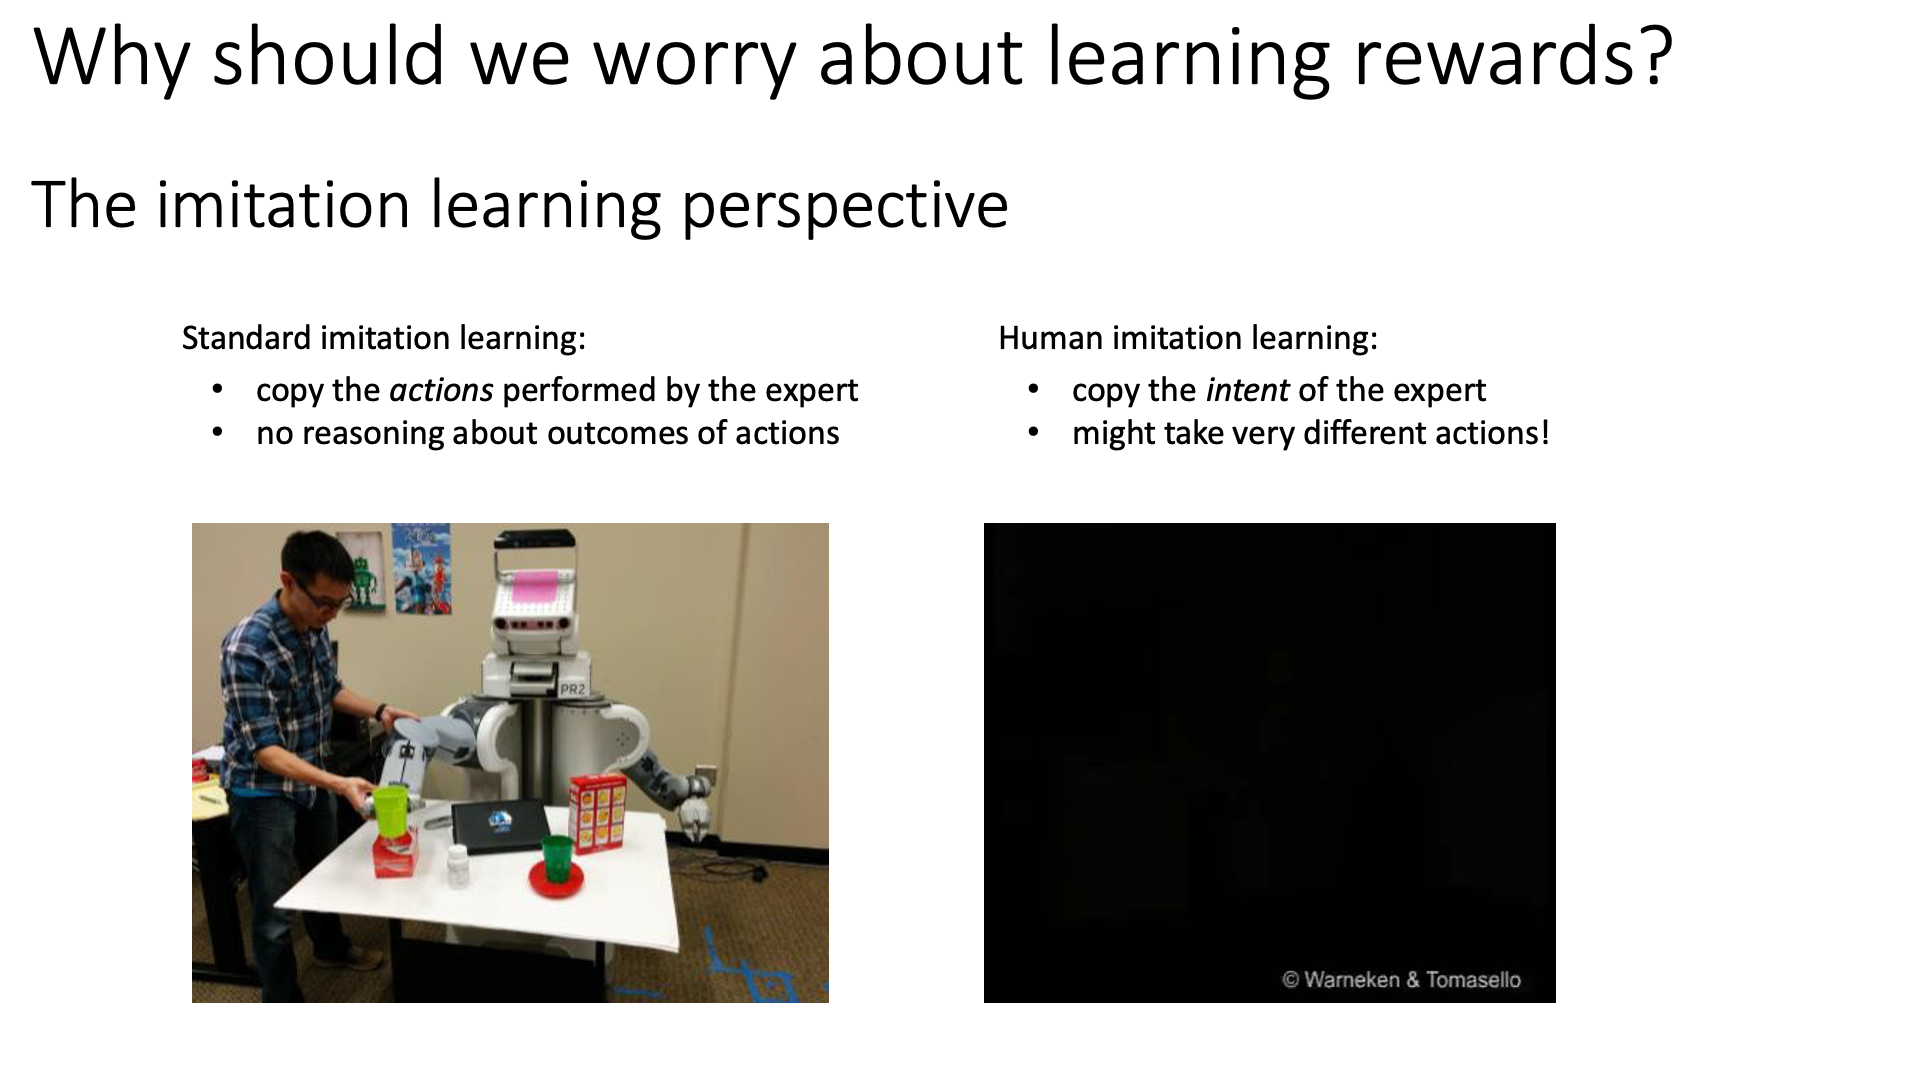 Why should we worry about learning rewards?
The imitation learning perspective
Standard imitation learning:
• copy the actions performed by the expert
• no reasoning about outcomes of actions
Human imitation learning:
• copy the intent of the expert
• might take very different actions!
PR2
© Warneken & Tomasello